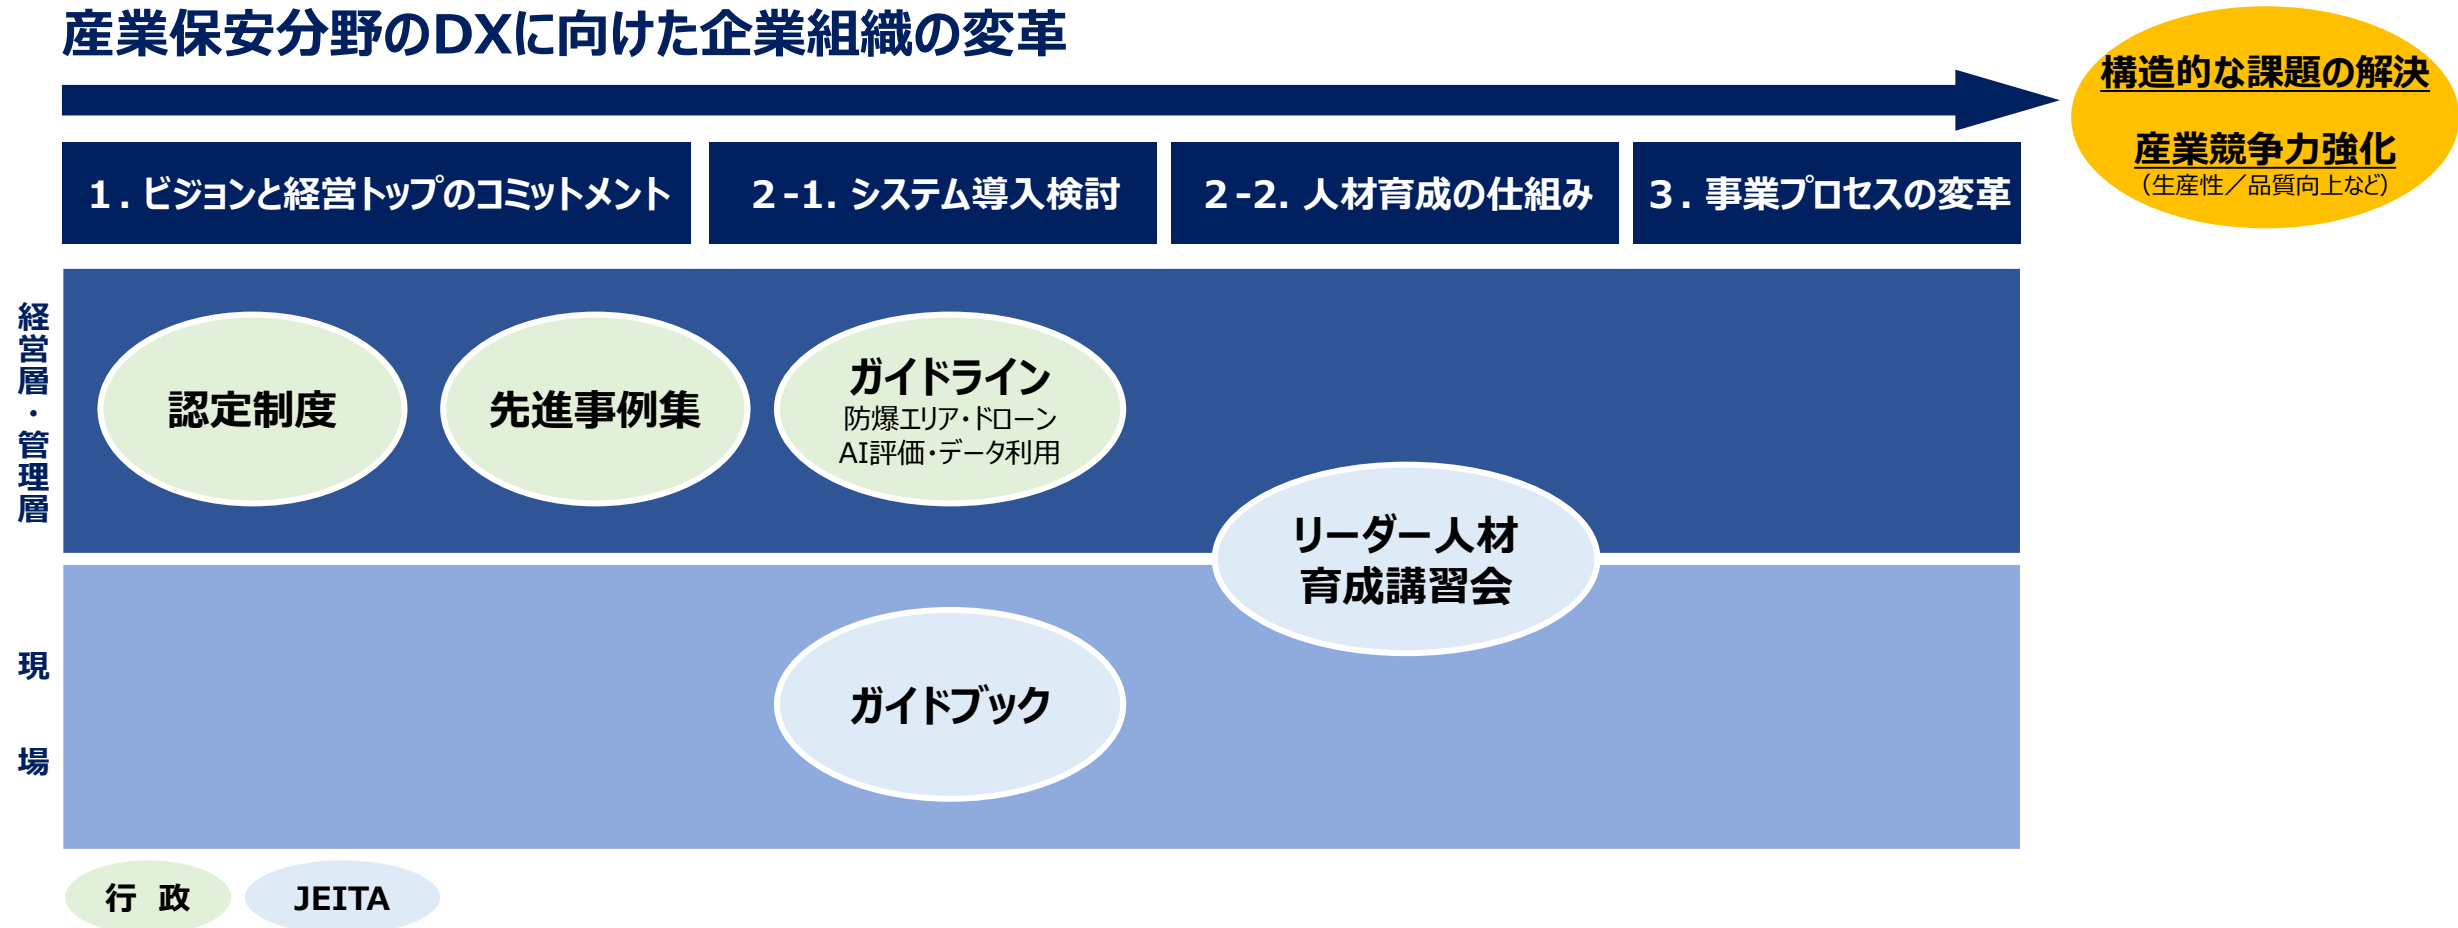 産業保安分野のDXに向けた企業組織の変革
構造的な課題の解決
産業競争力強化
（生産性／品質向上など）
１．ビジョンと経営トップのコミットメント
２-1．システム導入検討
２-2．人材育成の仕組み
３．事業プロセスの変革
経営層・管理層
認定制度
先進事例集
ガイドライン
防爆エリア・ドローン
AI評価・データ利用
リーダー人材
育成講習会
現場
ガイドブック
行 政
JEITA